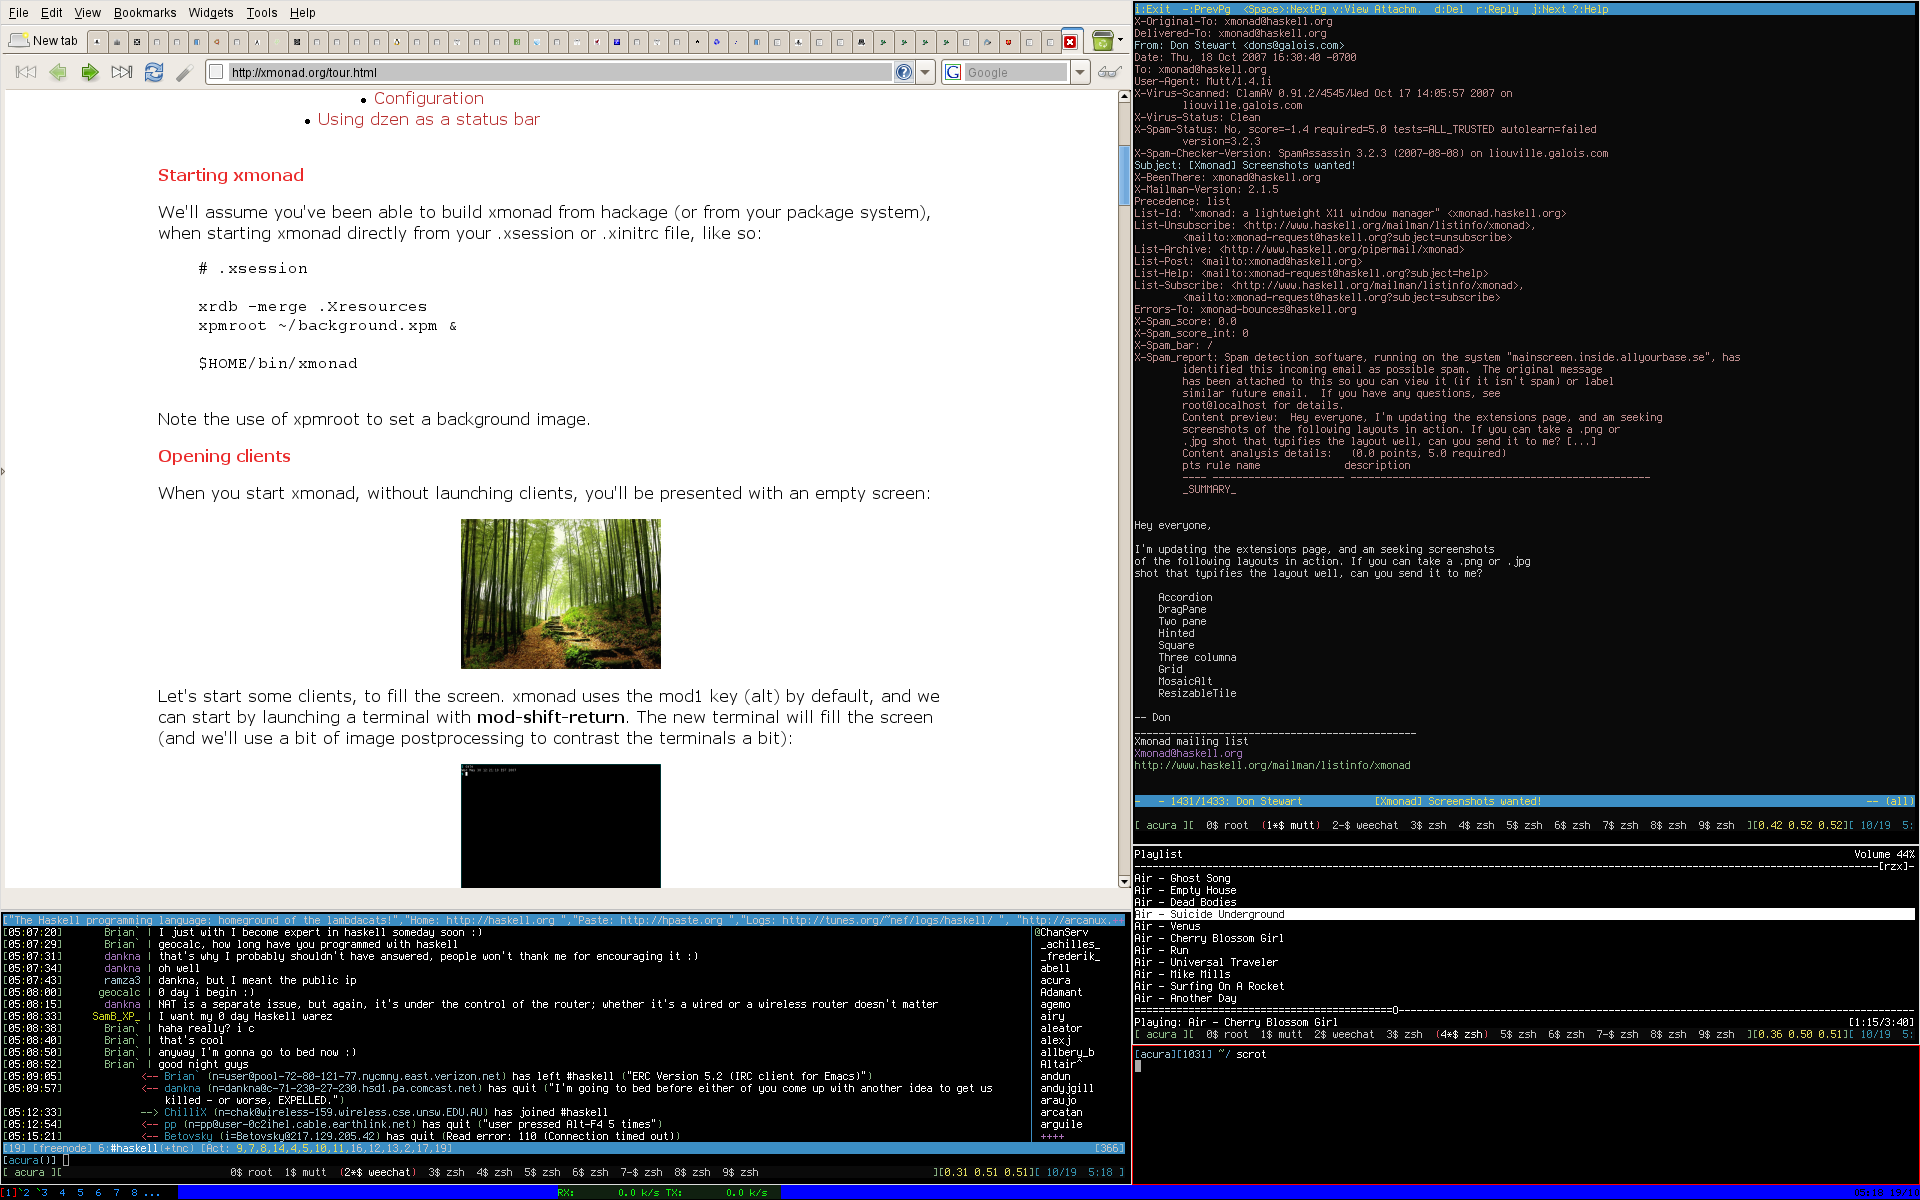 File Edit View Bookmarks Widgets Tools Help
New tab
http://xmonad.org/tour.html
Google
• Configuration
• Using dzen as a status bar
Starting xmonad
We'll assume you've been able to build xmonad from hackage (or from your package system),
when starting xmonad directly from your .xsession or .xinitrc file, like so:
# .xsession
xrdb -merge .Xresources
xpmroot ~/background.xpm &
$HOME/bin/xmonad
Note the use of xpmroot to set a background image.
Opening clients
When you start xmonad, without launching clients, you'll be presented with an empty screen:
Let's start some clients, to fill the screen. xmonad uses the mod1 key (alt) by default, and we
can start by launching a terminal with mod-shift-return. The new terminal will fill the screen
(and we'll use a bit of image postprocessing to contrast the terminals a bit):
i:Exit -:PrevPg <Space>:NextPg v:View Attachm. d:Del r:Reply j:Next ?:Help
X-Original-To: xmonad@haskell.org
Delivered-To: xmonad@haskell.org
From: Don Stewart <dons@galois.com>
Date: Thu, 18 Oct 2007 16:30:40 -0700
To: xmonad@haskell.org
User-Agent: Mutt/1.4.1i
X-Virus-Scanned: ClamAV 0.91.2/4545/Wed Oct 17 14:05:57 2007 on
liouville.galois.com
X-Virus-Status: Clean
X-Spam-Status: No, score=-1.4 required=5.0 tests=ALL_TRUSTED autolearn=failed
version=3.2.3
X-Spam-Checker-Version: SpamAssassin 3.2.3 (2007-08-08) on liouville.galois.com
Subject: [Xmonad] Screenshots wanted!
X-BeenThere: xmonad@haskell.org
X-Mailman-Version: 2.1.5
Precedence: list
List-Id: "xmonad: a lightweight X11 window manager" <xmonad.haskell.org>
List-Unsubscribe: <http://www.haskell.org/mailman/listinfo/xmonad>,
<mailto:xmonad-request@haskell.org?subject=unsubscribe>
List-Archive: <http://www.haskell.org/pipermail/xmonad>
List-Post: <mailto:xmonad@haskell.org>
List-Help: <mailto:xmonad-request@haskell.org?subject=help>
List-Subscribe: <http://www.haskell.org/mailman/listinfo/xmonad>,
<mailto:xmonad-request@haskell.org?subject=subscribe>
Errors-To: xmonad-bounces@haskell.org
X-Spam_score: 0.0
X-Spam_score_int: 0
X-Spam_bar: /
X-Spam_report: Spam detection software, running on the system "mainscreen.inside.allyourbase.se", has
identified this incoming email as possible spam. The original message
has been attached to this so you can view it (if it isn't spam) or label
similar future email. If you have any questions, see
root@localhost for details.
Content preview: Hey everyone, I'm updating the extensions page, and am seeking
screenshots of the following layouts in action. If you can take a .png or
.jpg shot that typifies the layout well, can you send it to me? [...]
Content analysis details: (0.0 points, 5.0 required)
pts rule name description
---- ---------------------- --------------------------------------------------
_SUMMARY_
Hey everyone,
I'm updating the extensions page, and am seeking screenshots
of the following layouts in action. If you can take a .png or .jpg
shot that typifies the layout well, can you send it to me?
Accordion
DragPane
Two pane
Hinted
Square
Three columna
Grid
MosaicAlt
ResizableTile
-- Don
_______________________________________________
Xmonad mailing list
Xmonad@haskell.org
http://www.haskell.org/mailman/listinfo/xmonad
- - 1431/1433: Don Stewart [Xmonad] Screenshots wanted! -- (all)
[ acura ][ 0$ root (1*$ mutt) 2-$ weechat 3$ zsh 4$ zsh 5$ zsh 6$ zsh 7$ zsh 8$ zsh 9$ zsh ][0.42 0.52 0.52][ 10/19 5:
Playlist Volume 44%
[rzx]-
Air - Ghost Song
Air - Empty House
Air - Dead Bodies
Air - Suicide Underground
Air - Venus
Air - Cherry Blossom Girl
Air - Run
Air - Universal Traveler
Air - Mike Mills
Air - Surfing On A Rocket
Air - Another Day
Playing: Air - Cherry Blossom Girl [1:15/3:40]
[ acura ][ 0$ root 1$ mutt 2$ weechat 3$ zsh (4*$ zsh) 5$ zsh 6$ zsh 7-$ zsh 8$ zsh 9$ zsh ][0.36 0.50 0.51][ 10/19 5:
[acura][1031] ~/ scrot
["The Haskell programming language: homeground of the lambdacats!","Home: http://haskell.org ","Paste: http://hpaste.org ","Logs: http://tunes.org/~nef/logs/haskell/ ", "http://arcanux.
[05:07:20] Brian` | I just with I become expert in haskell someday soon :)
[05:07:29] Brian` | geocalc, how long have you programmed with haskell
[05:07:31] dankna | that's why I probably shouldn't have answered, people won't thank me for encouraging it :)
[05:07:34] dankna | oh well
[05:07:43] ramza3 | dankna, but I meant the public ip
[05:08:00] geocalc | 0 day i begin :)
[05:08:15] dankna | NAT is a separate issue, but again, it's under the control of the router; whether it's a wired or a wireless router doesn't matter
[05:08:33] SamB_XP_ | I want my 0 day Haskell warez
[05:08:38] Brian` | haha really? i c
[05:08:40] Brian` | that's cool
[05:08:50] Brian` | anyway I'm gonna go to bed now :)
[05:08:52] Brian` | good night guys
[05:09:05] <-- Brian` (n=user@pool-72-80-121-77.nycmny.east.verizon.net) has left #haskell ("ERC Version 5.2 (IRC client for Emacs)")
[05:09:57] <-- dankna (n=dankna@c-71-230-27-230.hsd1.pa.comcast.net) has quit ("I'm going to bed before either of you come up with another idea to get us
killed - or worse, EXPELLED.")
[05:12:33] --> ChilliX (n=chak@wireless-159.wireless.cse.unsw.EDU.AU) has joined #haskell
[05:12:54] <-- pp (n=pp@user-0c2ihel.cable.earthlink.net) has quit ("user pressed Alt-F4 5 times")
[05:15:21] <-- Betovsky (i=Betovsky@217.129.205.42) has quit (Read error: 110 (Connection timed out))
@ChanServ
_achilles_
_frederik_
abell
acura
Adamant
agemo
airy
aleator
alexj
allbery_b
Altair^
andun
andyjgill
araujo
arcatan
arguile
++++
[19] [freenode] 6:#haskell(+tnc) [Act: 9,7,8,14,4,5,10,11,16,12,13,2,17,19] [366]
[acura()]
[ acura ][ 0$ root 1$ mutt (2*$ weechat) 3$ zsh 4$ zsh 5$ zsh 6$ zsh 7-$ zsh 8$ zsh 9$ zsh ][0.31 0.51 0.51][ 10/19 5:18 ]
[1]`2 `3 4 5 6 7 8 ... RX: 0.0 k/s TX: 0.0 k/s